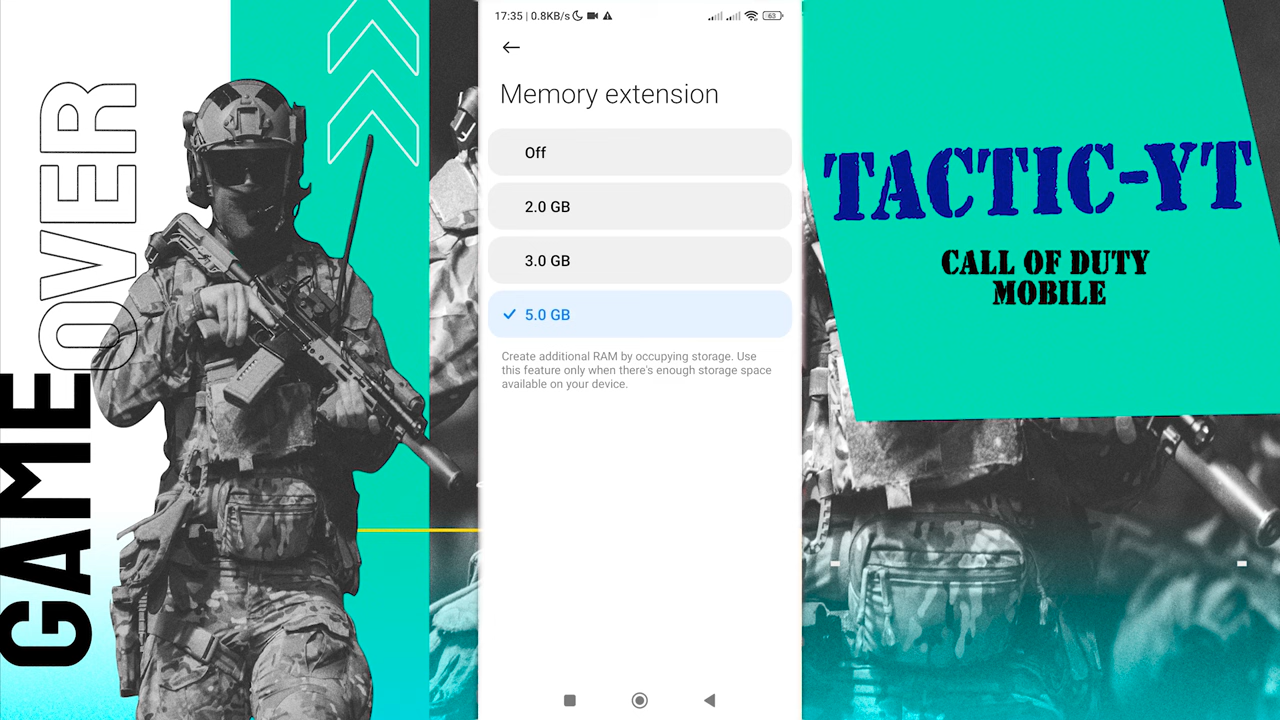 GAME
OVER
17:35 | 0.8KB/s
63
Memory extension
Off
2.0 GB
3.0 GB
5.0 GB
Create additional RAM by occupying storage. Use
this feature only when there's enough storage space
available on your device.
TACTIC-YT
CALL OF DUTY
MOBILE